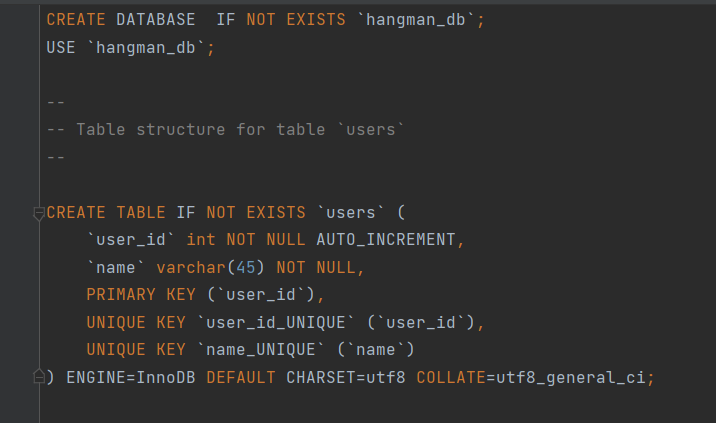 CREATE DATABASE  IF NOT EXISTS `hangman_db`;
USE `hangman_db`;
--
-- Table structure for table `users`
--
CREATE TABLE IF NOT EXISTS `users` (
    `user_id` int NOT NULL AUTO_INCREMENT,
    `name` varchar(45) NOT NULL,
    PRIMARY KEY (`user_id`),
    UNIQUE KEY `user_id_UNIQUE` (`user_id`),
    UNIQUE KEY `name_UNIQUE` (`name`)
) ENGINE=InnoDB DEFAULT CHARSET=utf8 COLLATE=utf8_general_ci;